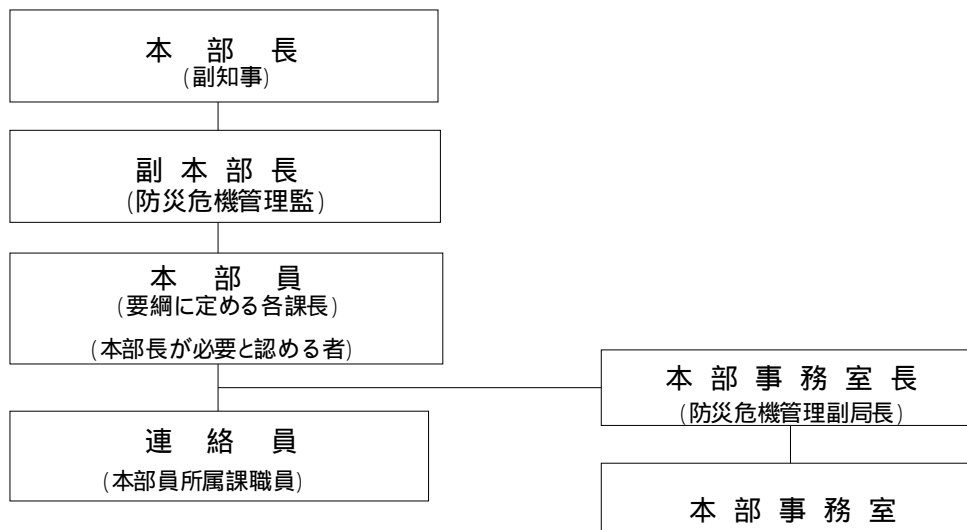 本 部 長
(副知事)
副 本 部 長
(防災危機管理監)
本 部 員
(要綱に定める各課長)
(本部長が必要と認める者)
本 部 事 務 室 長
(防災危機管理副局長)
連 絡 員
(本部員所属課職員)
本 部 事 務 室